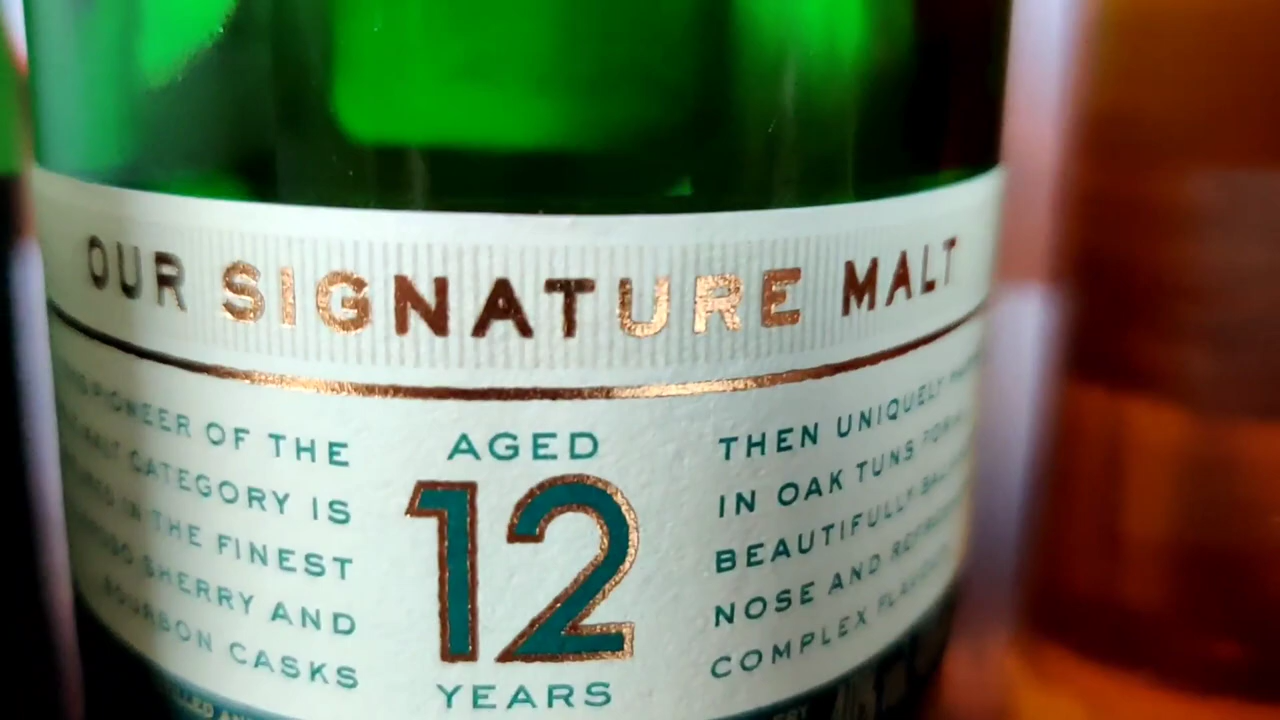 OUR SIGNATURE MALT
PIONEER OF THE
CATEGORY IS
IN THE FINEST
SHERRY AND
BOURBON CASKS
AGED
12
YEARS
THEN UNIQUELY
IN OAK TUNS
BEAUTIFULLY
NOSE AND
COMPLEX